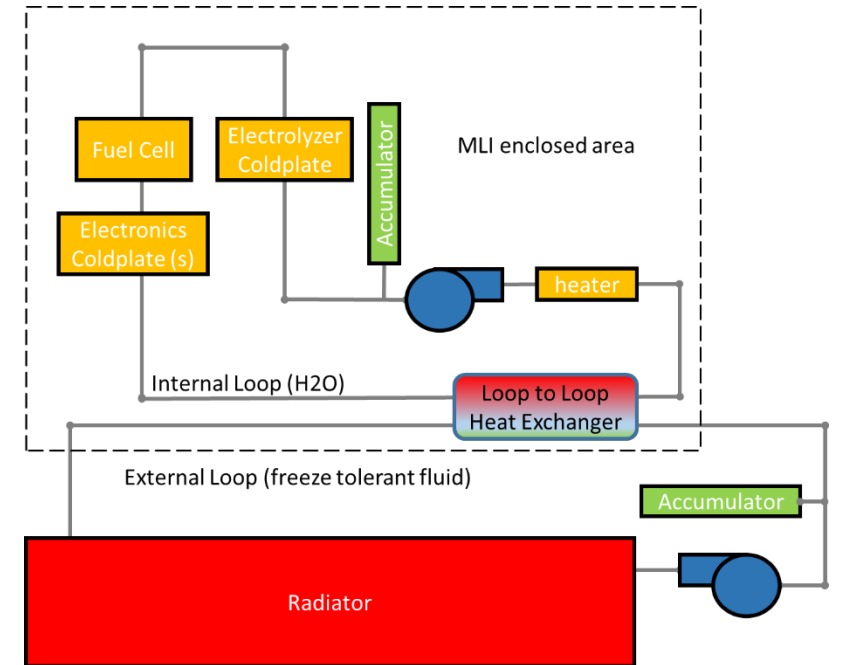 Fuel Cell
Electrolyzer
Coldplate
Accumulator
MLI enclosed area
Electronics
Coldplate (s)
heater
Internal Loop (H2O)
Loop to Loop
Heat Exchanger
External Loop (freeze tolerant fluid)
Accumulator
Radiator